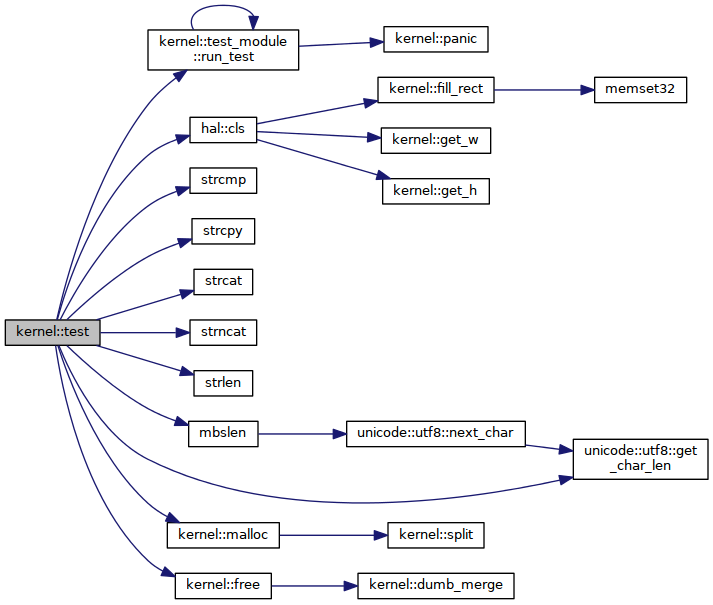 kernel::test_module
::run_test
kernel::panic
kernel::fill_rect
memset32
hal::cls
kernel::get_w
strcmp
kernel::get_h
strcpy
strcat
kernel::test
strncat
strlen
mbslen
unicode::utf8::next_char
unicode::utf8::get
_char_len
kernel::malloc
kernel::split
kernel::free
kernel::dumb_merge